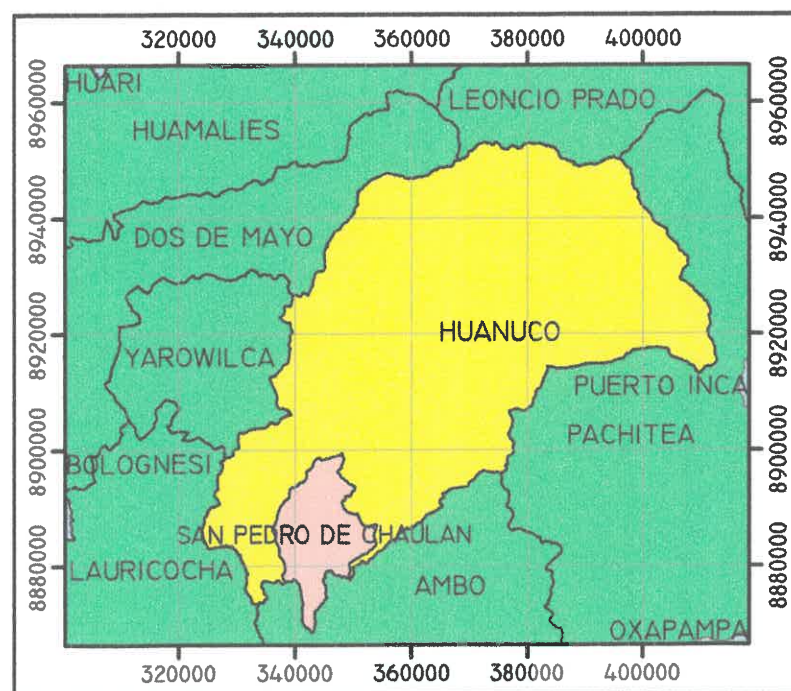 320000 340000 360000 380000 400000
HUARI
8960000
LEONCIO PRADO
8960000
HUAMALIES
8940000
DOS DE MAYO
8940000
HUANUCO
8920000
8920000
YAROWILCA
PUERTO INCA
PACHITEA
8900000
BOLOGNESI
8900000
SAN PEDRO DE CHAULAN
8880000
LAURICOCHA
AMBO
8880000
OXAPAMPA
320000 340000 360000 380000 400000